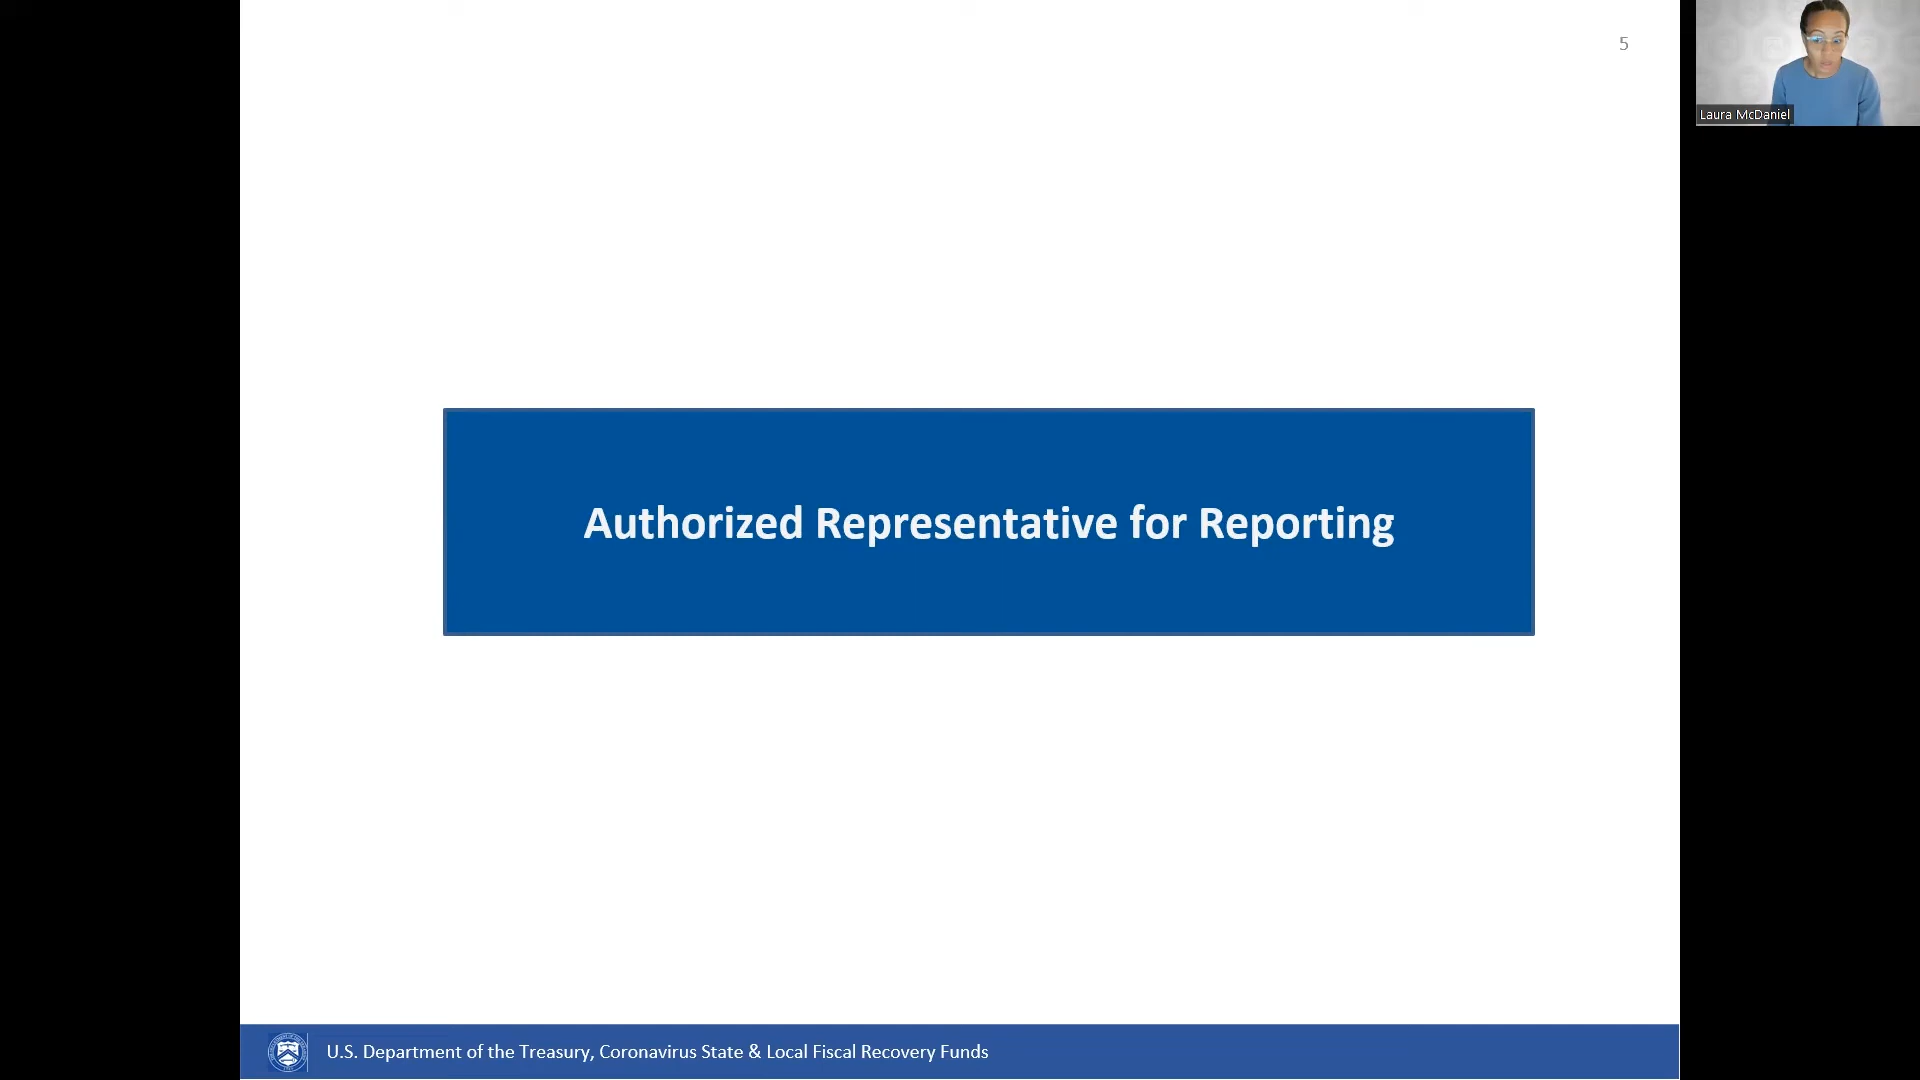 5
Laura McDaniel
Authorized Representative for Reporting
U.S. Department of the Treasury, Coronavirus State & Local Fiscal Recovery Funds